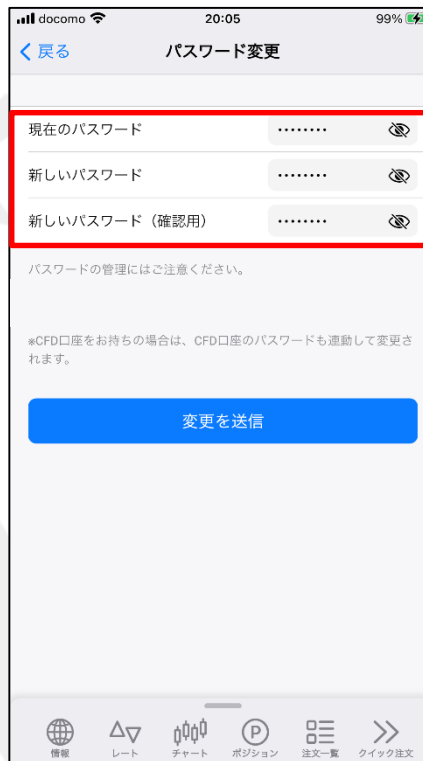 docomo 20:05 99%
戻る パスワード変更
現在のパスワード ••••••••
新しいパスワード ••••••••
新しいパスワード（確認用） ••••••••
パスワードの管理にはご注意ください。
※CFD口座をお持ちの場合は、CFD口座のパスワードも連動して変更さ
れます。
変更を送信
P
情報 レート チャート ポジション 注文一覧 クイック注文